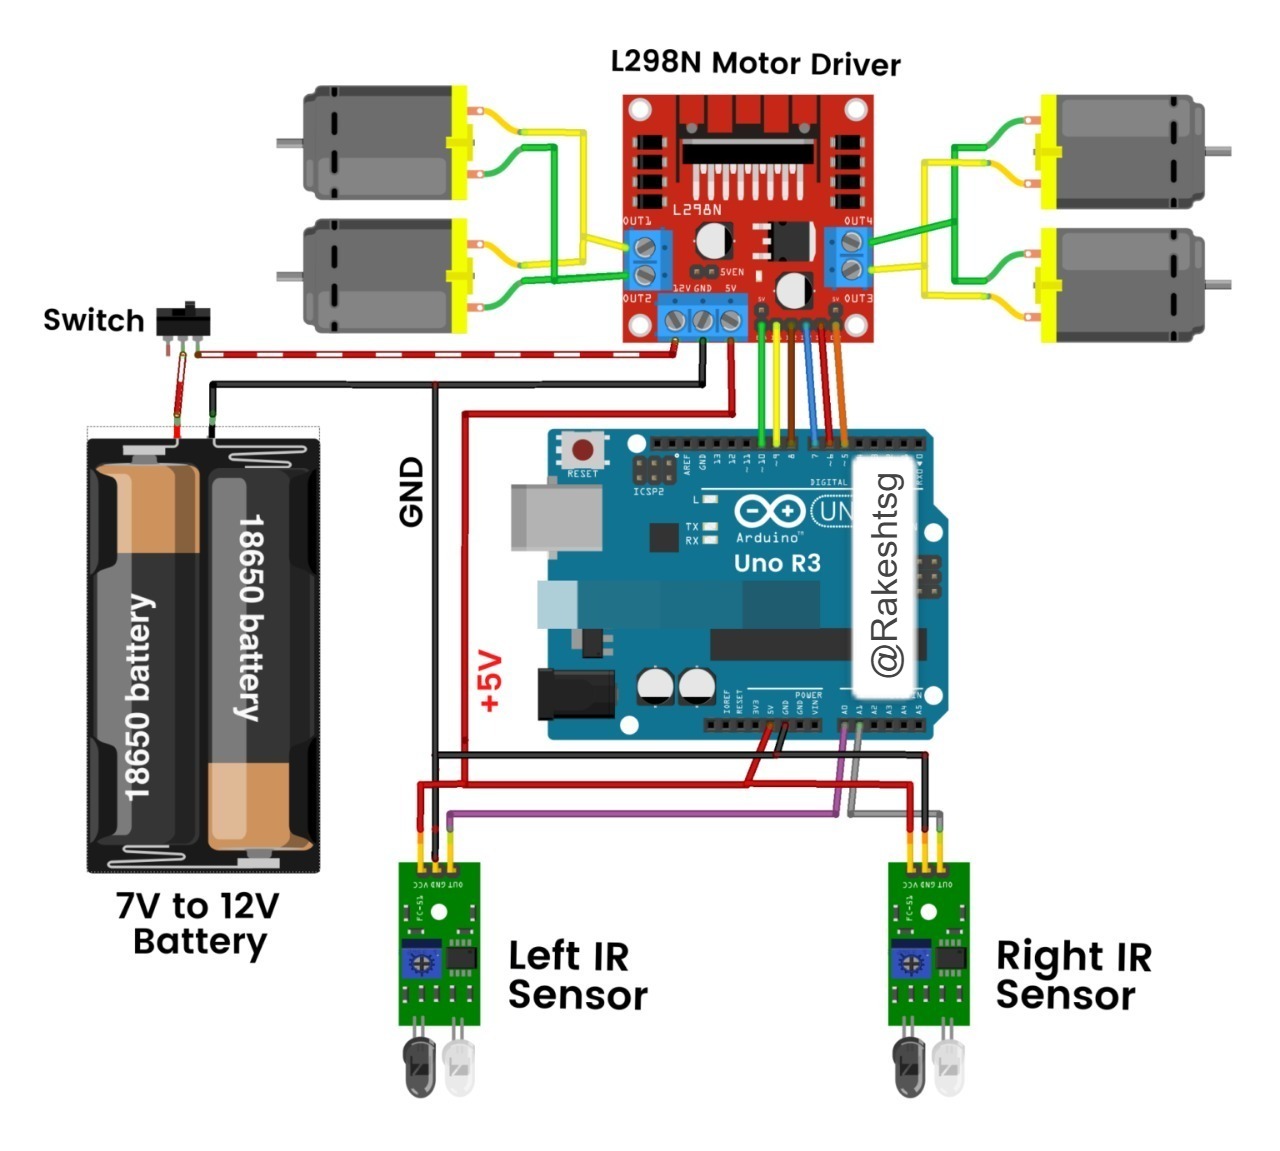 L298N Motor Driver
OUT1
L298N
OUT4
5VEN
OUT2
12V GND 5V
5V
5V
OUT3
Switch
RESET
ICSP2
AREF
GND
13
12
~11
~10
~9
8
7
~6
~5
DIGITAL
L
TX
RX
UN
Arduino™
Uno R3
@Rakeshtsg
GND
+5V
18650 battery
18650 battery
IOREF
RESET
3V3
5V
GND
GND
VIN
POWER
A0
A1
A2
A3
A4
A5
7V to 12V
Battery
OUT GND VCC
FC-51
Left IR
Sensor
OUT GND VCC
FC-51
Right IR
Sensor